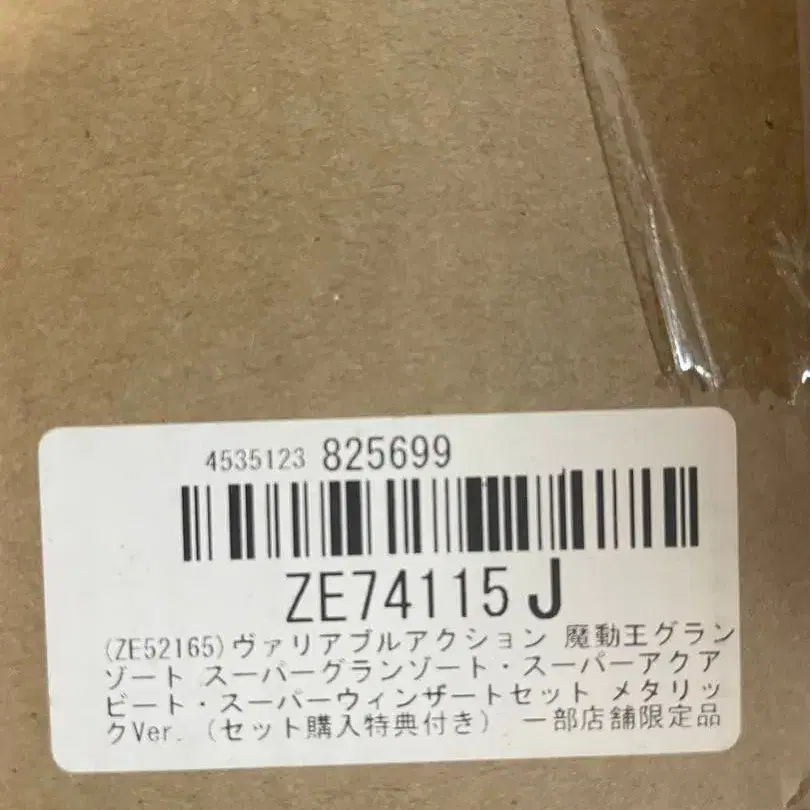 4535123 825699
ZE74115 J
(ZE52165)ヴァリアブルアクション 魔動王グラン
ゾート スーパーグランゾート・スーパーアクア
ビート・スーパーウィンザートセット メタリッ
クVer.（セット購入特典付き） 一部店舗限定品